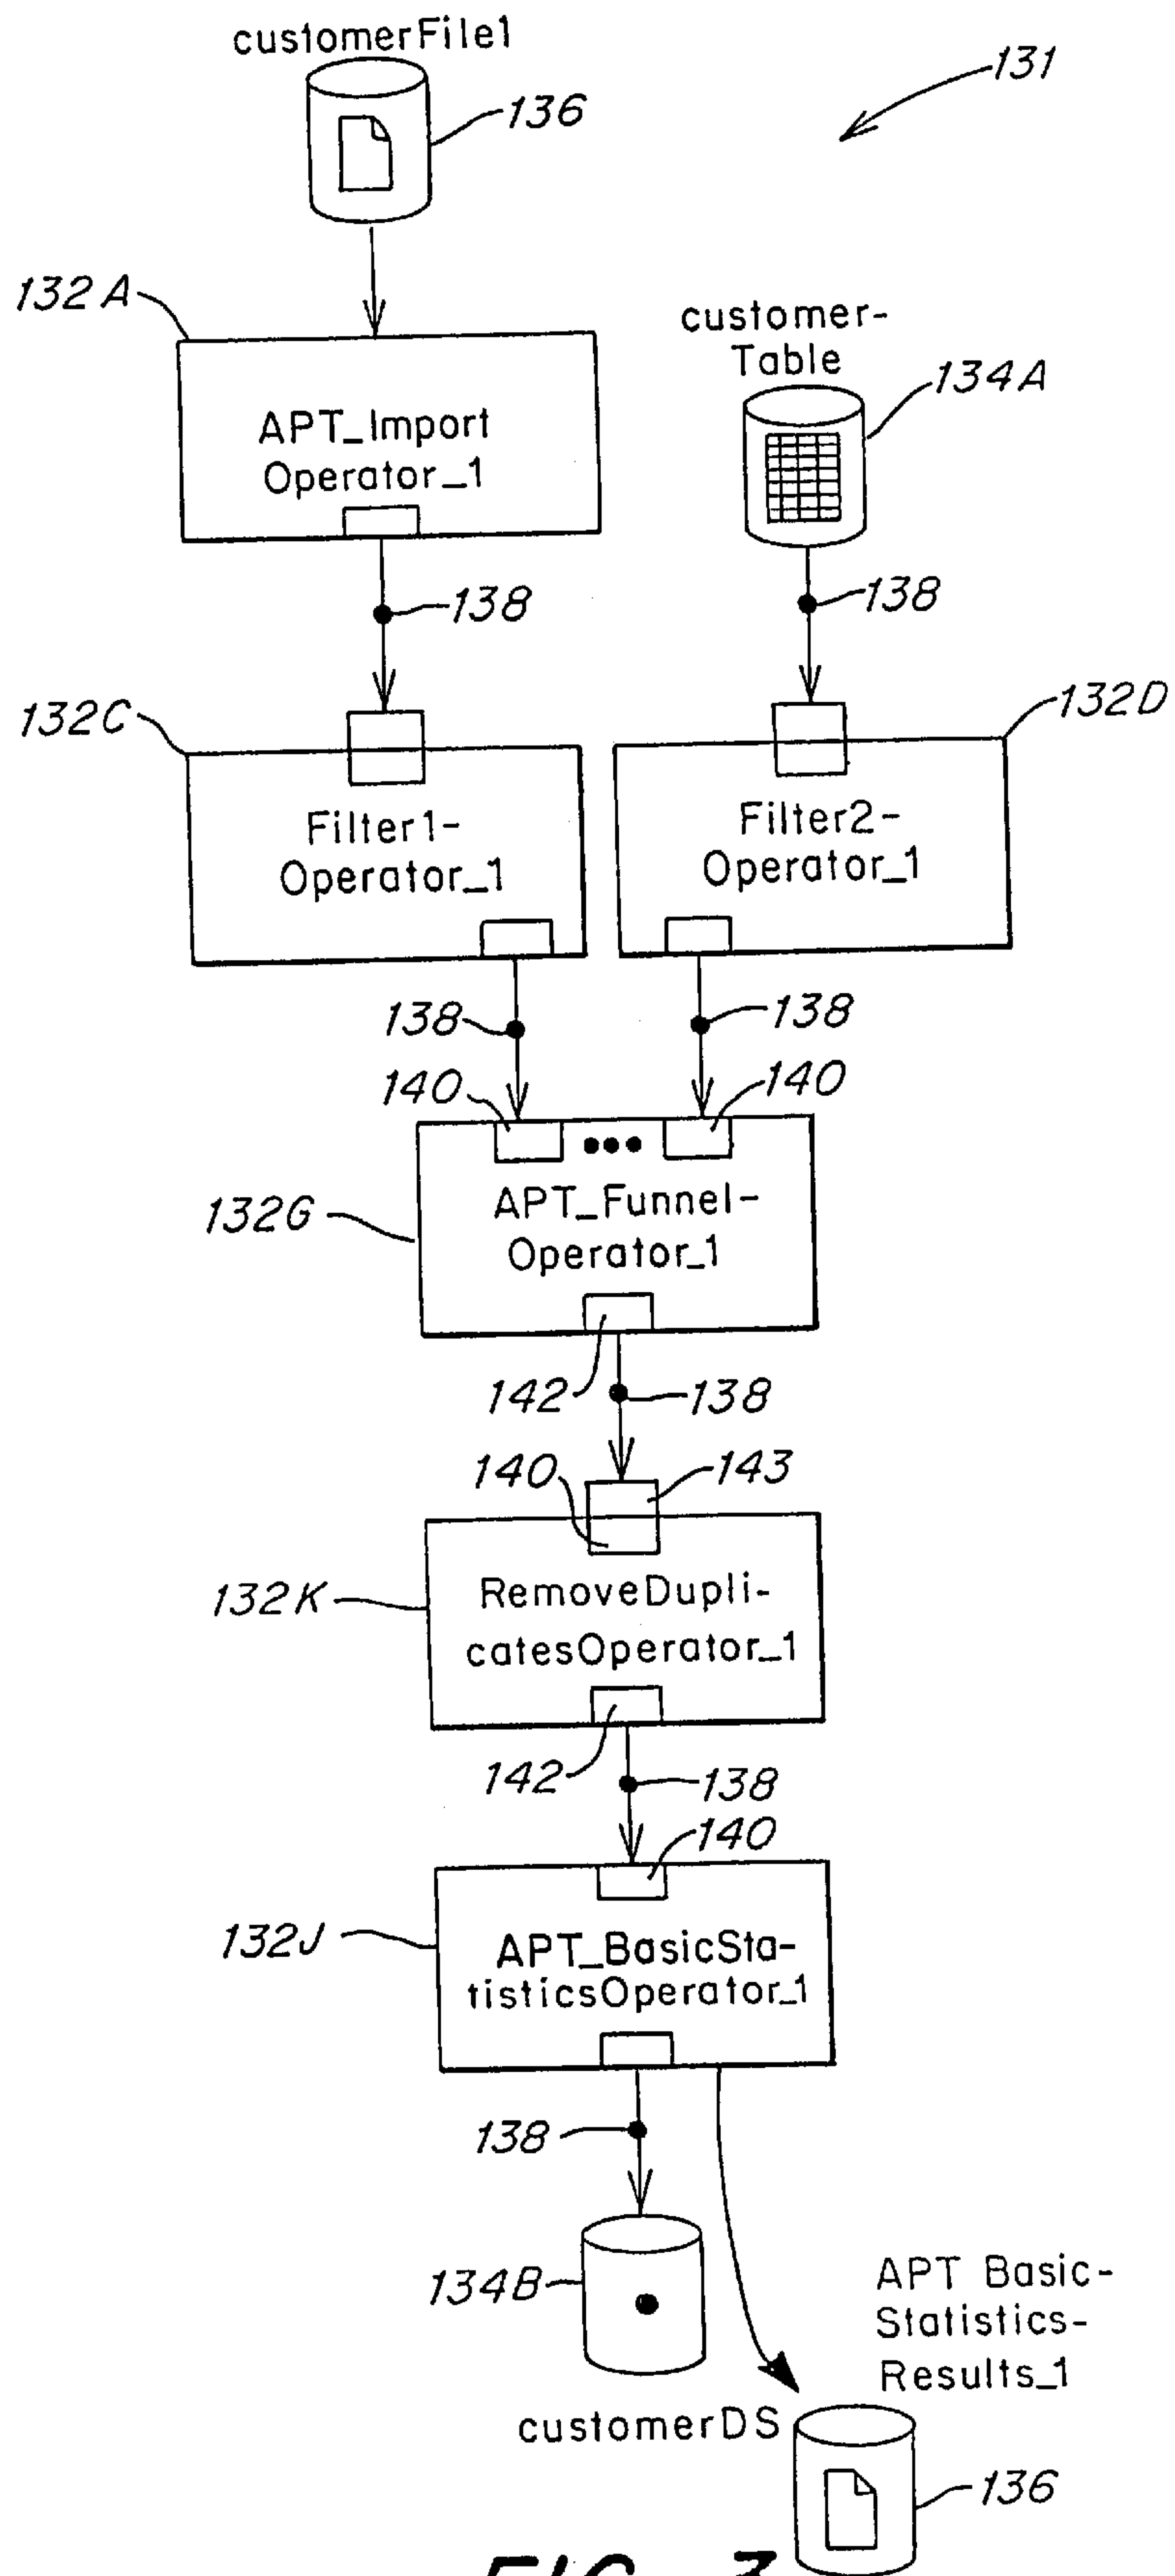 customerFile1
131
136
132A
customer-
Table
134A
APT_Import
Operator_1
138
138
132C
132D
Filter1-
Operator_1
Filter2-
Operator_1
138
138
140
140
132G
APT_Funnel-
Operator_1
142
138
140
143
132K
RemoveDupli-
catesOperator_1
142
138
140
132J
APT_BasicSta-
tisticsOperator_1
138
134B
APT Basic-
Statistics-
Results_1
customerDS
136
FIG. 3